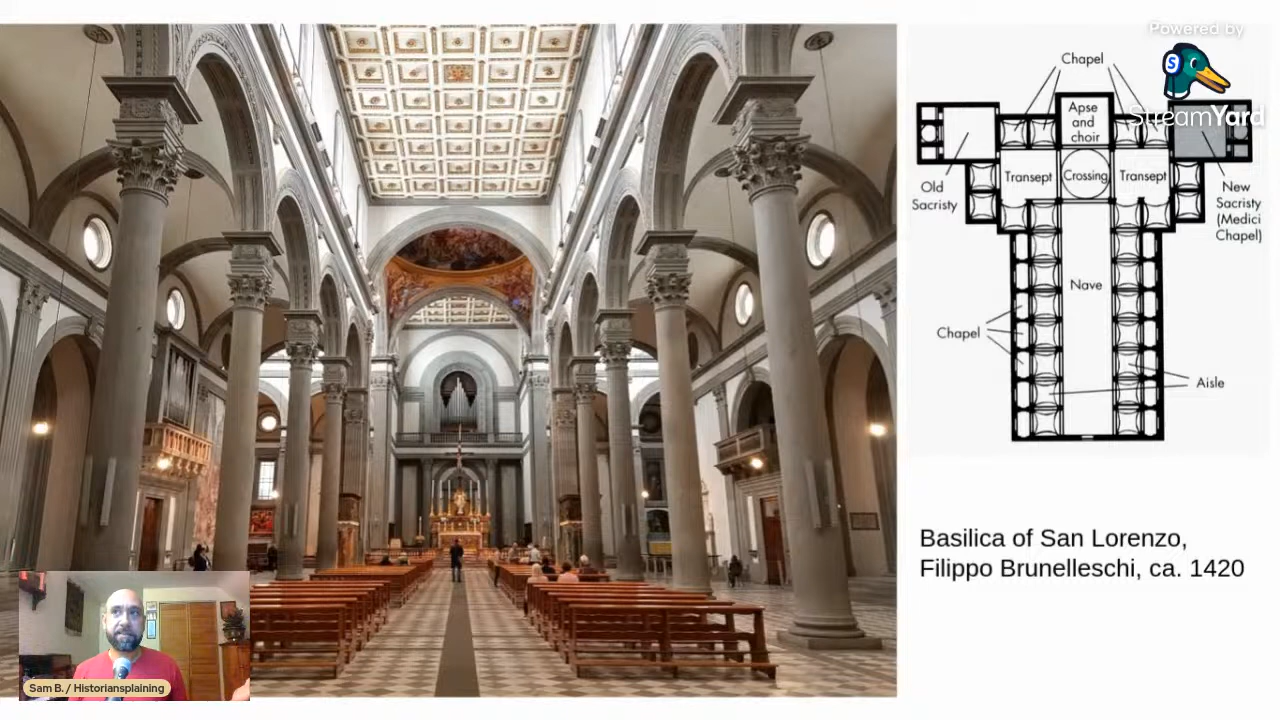 Powered by
S
StreamYard
Chapel
Apse
and
choir
Transept
Crossing
Transept
Old
Sacristy
New
Sacristy
(Medici
Chapel)
Nave
Chapel
Aisle
Basilica of San Lorenzo,
Filippo Brunelleschi, ca. 1420
Sam B. / Historiansplaining